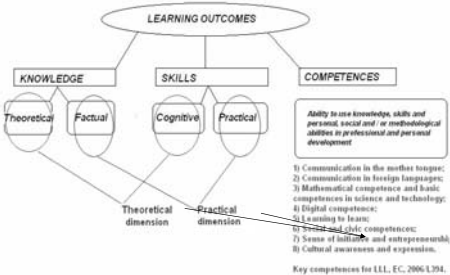 LEARNING OUTCOMES
KNOWLEDGE
SKILLS
COMPETENCES
Theoretical
Factual
Cognitive
Practical
Ability to use knowledge, skills and
personal, social and / or methodological
abilities in professional and personal
development
1) Communication in the mother tongue;
2) Communication in foreign languages;
3) Mathematical competence and basic
competences in science and technology;
4) Digital competence;
5) Learning to learn;
6) Social and civic competences;
7) Sense of initiative and entrepreneurshi
8) Cultural awareness and expression.
Theoretical
dimension
Practical
dimension
Key competences for LLL, EC, 2006/L394.